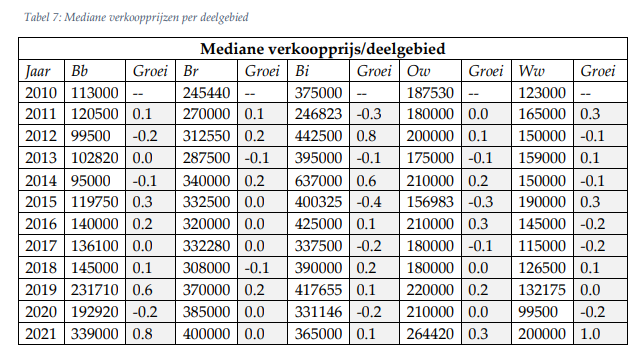 Tabel 7: Mediane verkoopprijzen per deelgebied
Mediane verkoopprijs/deelgebied
Jaar Bb Groei Br Groei Bi Groei Ow Groei Ww Groei
2010 113000 -- 245440 -- 375000 -- 187530 -- 123000 --
2011 120500 0.1 270000 0.1 246823 -0.3 180000 0.0 165000 0.3
2012 99500 -0.2 312550 0.2 442500 0.8 200000 0.1 150000 -0.1
2013 102820 0.0 287500 -0.1 395000 -0.1 175000 -0.1 159000 0.1
2014 95000 -0.1 340000 0.2 637000 0.6 210000 0.2 150000 -0.1
2015 119750 0.3 332500 0.0 400325 -0.4 156983 -0.3 190000 0.3
2016 140000 0.2 320000 0.0 425000 0.1 210000 0.3 145000 -0.2
2017 136100 0.0 332280 0.0 337500 -0.2 180000 -0.1 115000 -0.2
2018 145000 0.1 308000 -0.1 390000 0.2 180000 0.0 126500 0.1
2019 231710 0.6 370000 0.2 417655 0.1 220000 0.2 132175 0.0
2020 192920 -0.2 385000 0.0 331146 -0.2 210000 0.0 99500 -0.2
2021 339000 0.8 400000 0.0 365000 0.1 264420 0.3 200000 1.0